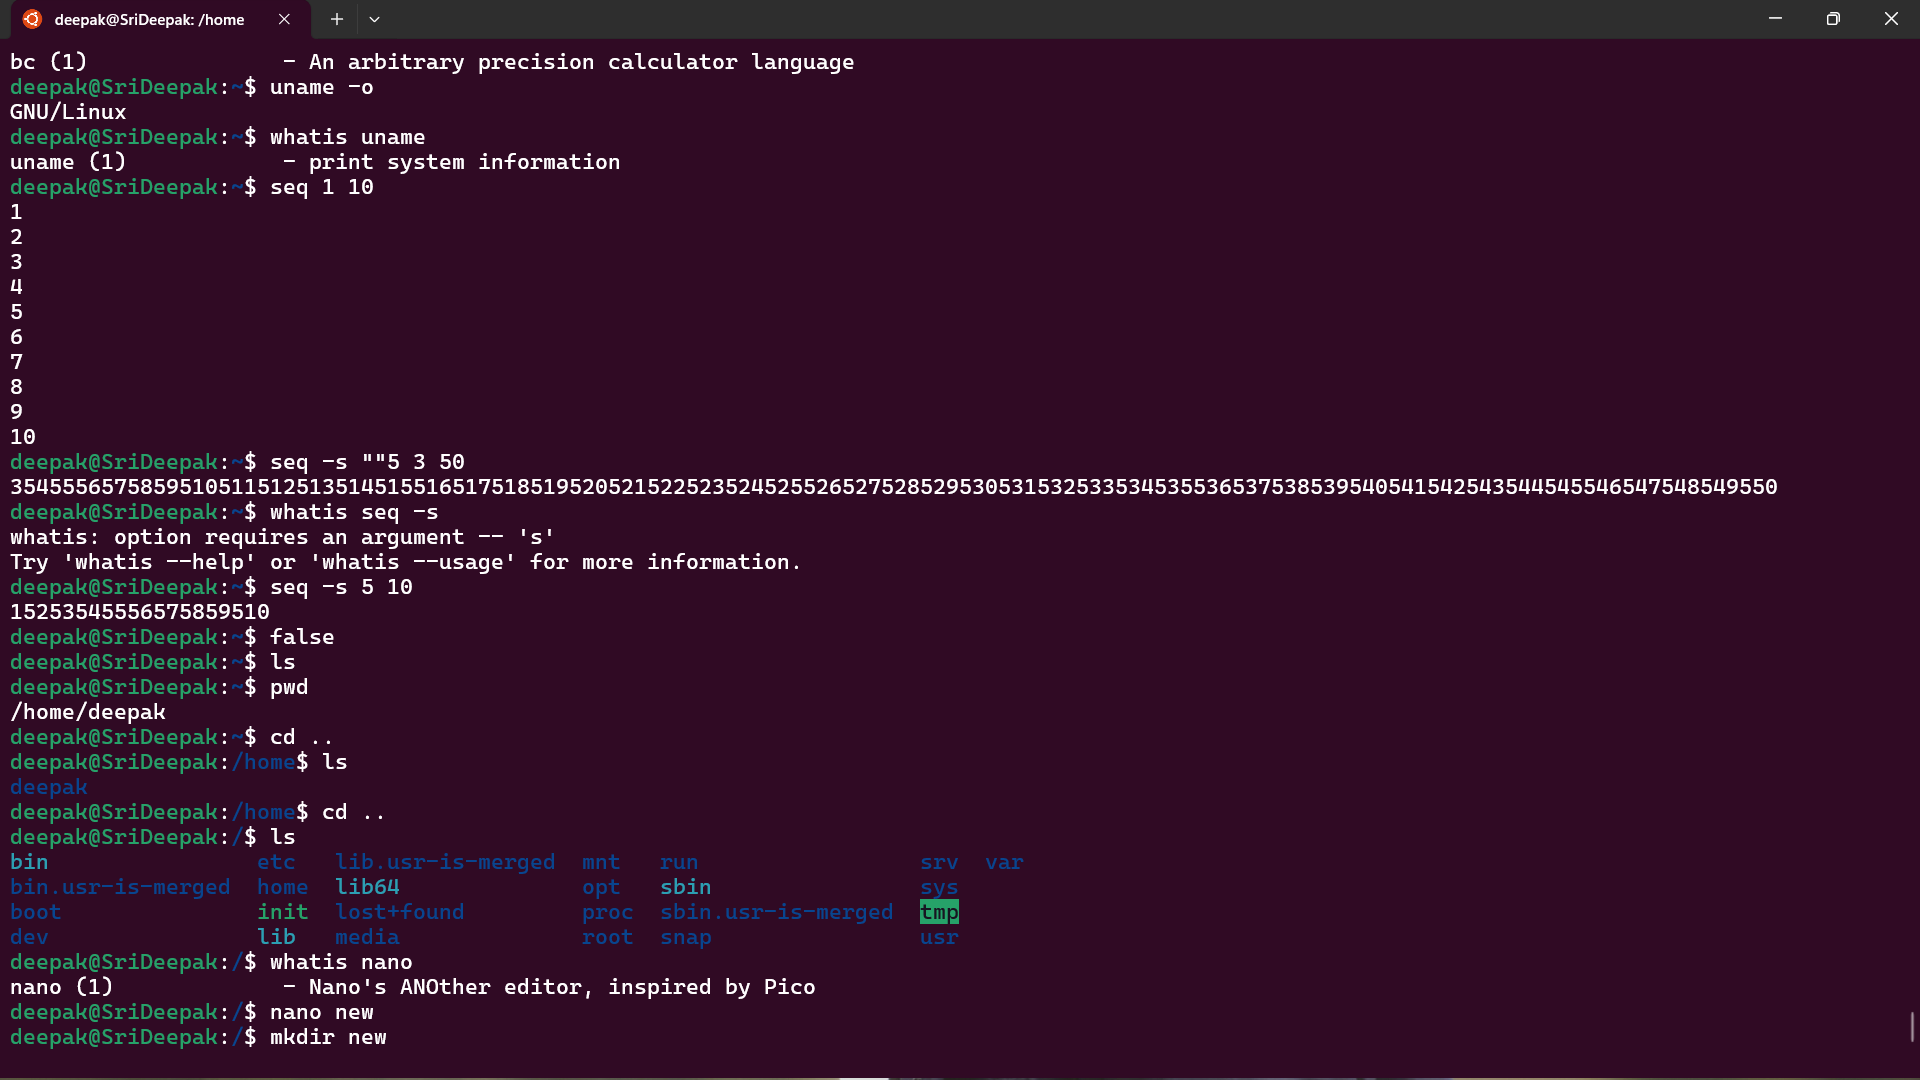 deepak@SriDeepak: /home
bc (1)               - An arbitrary precision calculator language
deepak@SriDeepak:~$ uname -o
GNU/Linux
deepak@SriDeepak:~$ whatis uname
uname (1)            - print system information
deepak@SriDeepak:~$ seq 1 10
1
2
3
4
5
6
7
8
9
10
deepak@SriDeepak:~$ seq -s ""5 3 50
3545556575859510511512513514515516517518519520521522523524525526527528529530531532533534535536537538539540541542543544545546547548549550
deepak@SriDeepak:~$ whatis seq -s
whatis: option requires an argument -- 's'
Try 'whatis --help' or 'whatis --usage' for more information.
deepak@SriDeepak:~$ seq -s 5 10
15253545556575859510
deepak@SriDeepak:~$ false
deepak@SriDeepak:~$ ls
deepak@SriDeepak:~$ pwd
/home/deepak
deepak@SriDeepak:~$ cd ..
deepak@SriDeepak:/home$ ls
deepak
deepak@SriDeepak:/home$ cd ..
deepak@SriDeepak:/$ ls
bin                etc   lib.usr-is-merged  mnt   run                 srv  var
bin.usr-is-merged  home  lib64              opt   sbin                sys
boot               init  lost+found         proc  sbin.usr-is-merged  tmp
dev                lib   media              root  snap                usr
deepak@SriDeepak:/$ whatis nano
nano (1)             - Nano's ANOther editor, inspired by Pico
deepak@SriDeepak:/$ nano new
deepak@SriDeepak:/$ mkdir new